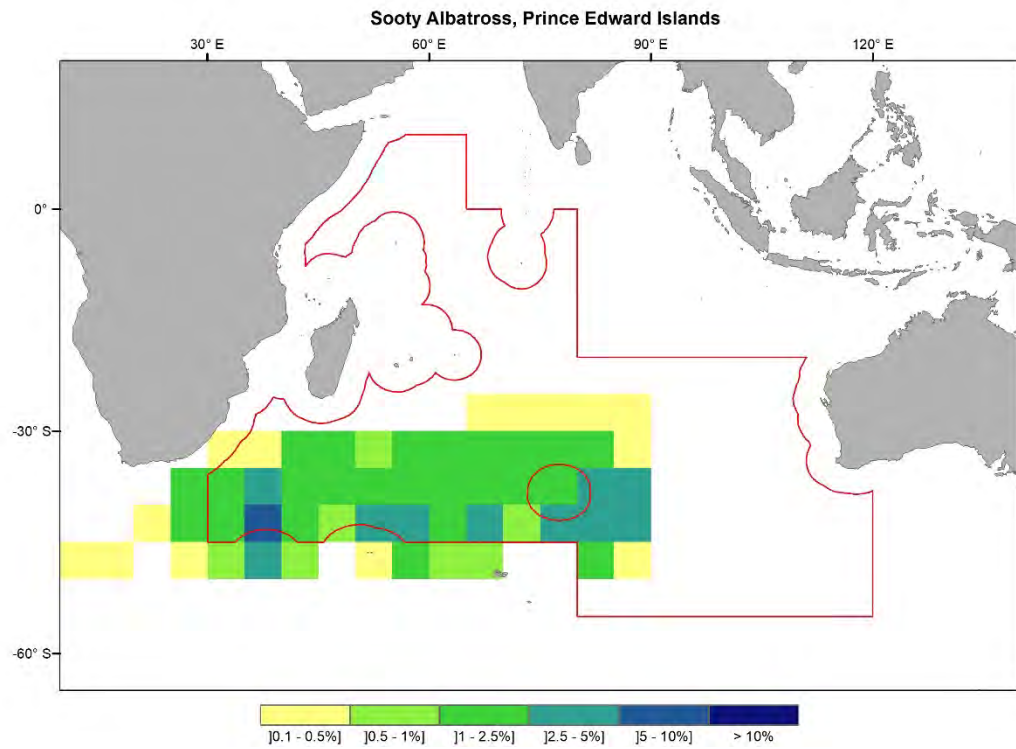 Sooty Albatross, Prince Edward Islands
30° E 60° E 90° E 120° E
0°
-30° S
-60° S
]0.1 - 0.5%] ]0.5 - 1%] ]1 - 2.5%] ]2.5 - 5%] ]5 - 10%] > 10%